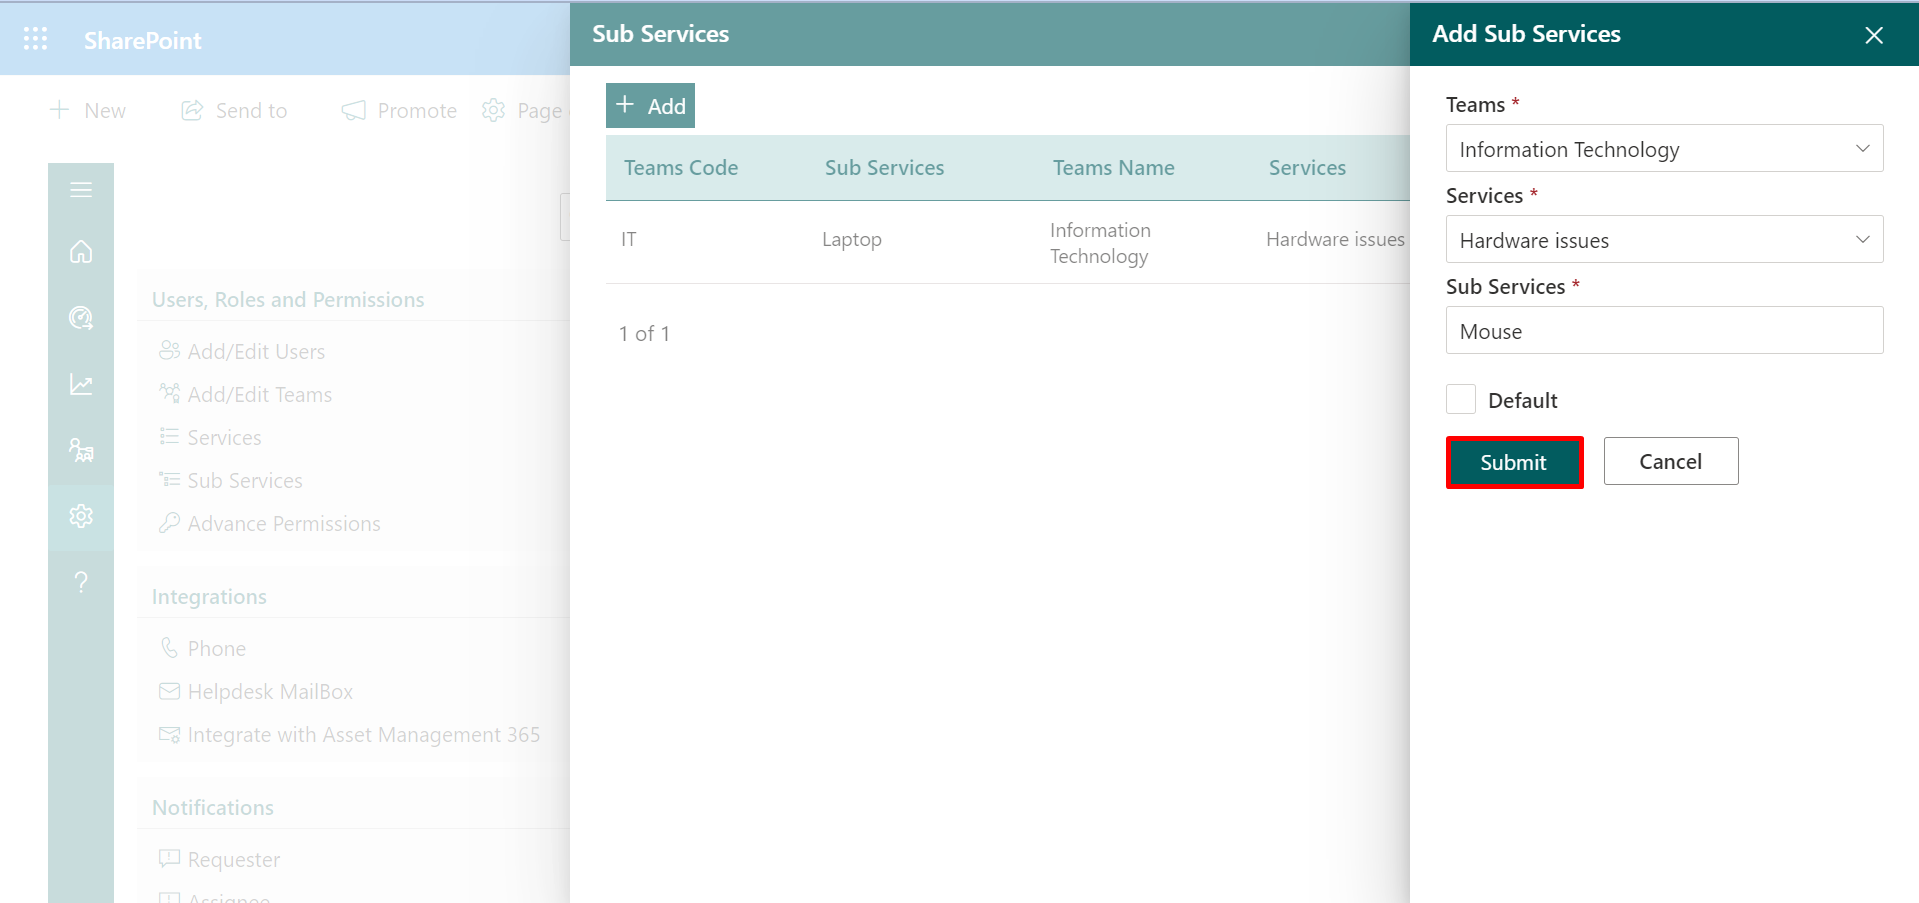 SharePoint
New
Send to
Promote
Page
Users, Roles and Permissions
Add/Edit Users
Add/Edit Teams
Services
Sub Services
Advance Permissions
Integrations
Phone
Helpdesk MailBox
Integrate with Asset Management 365
Notifications
Requester
Assignee
Sub Services
+ Add
Teams Code Sub Services Teams Name Services
IT Laptop Information Technology Hardware issues
1 of 1
Add Sub Services
Teams *
Information Technology
Services *
Hardware issues
Sub Services *
Mouse
Default
Submit
Cancel